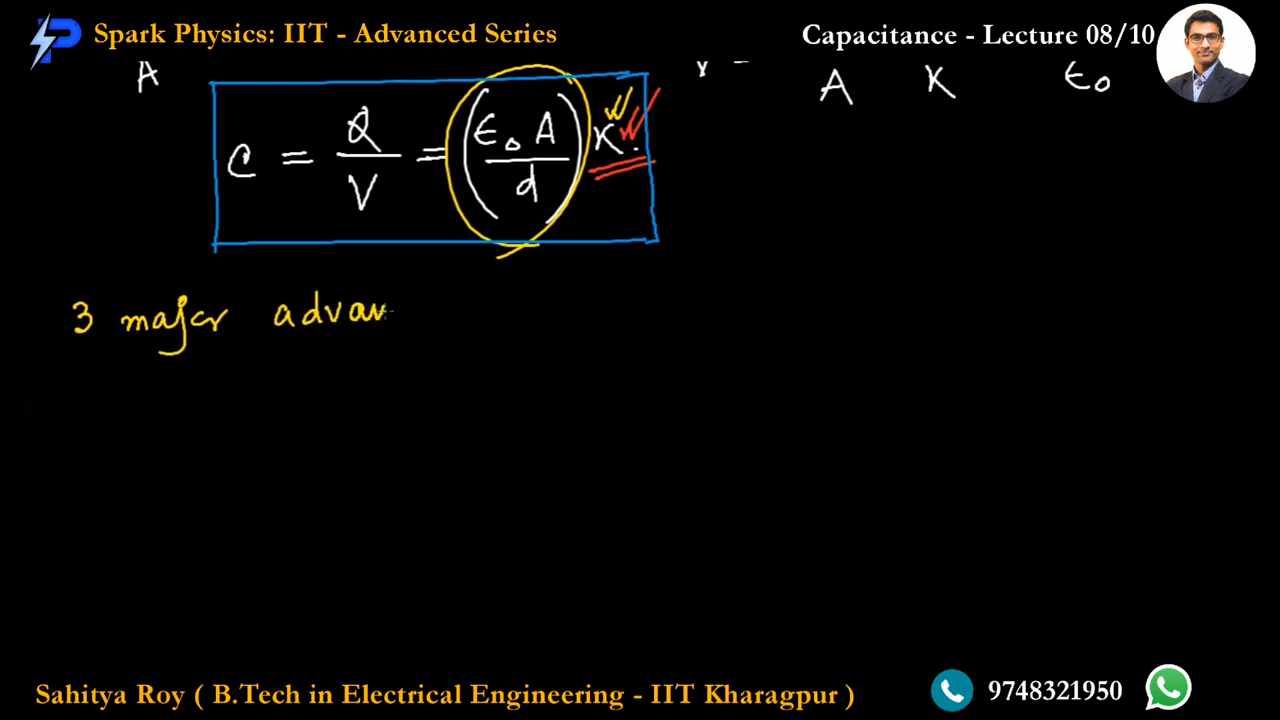 Spark Physics: IIT - Advanced Series
Capacitance - Lecture 08/10
A
A K ϵ₀
C = Q/V = (ϵ₀ A / d) K.
3 major advan
Sahitya Roy ( B.Tech in Electrical Engineering - IIT Kharagpur )
9748321950